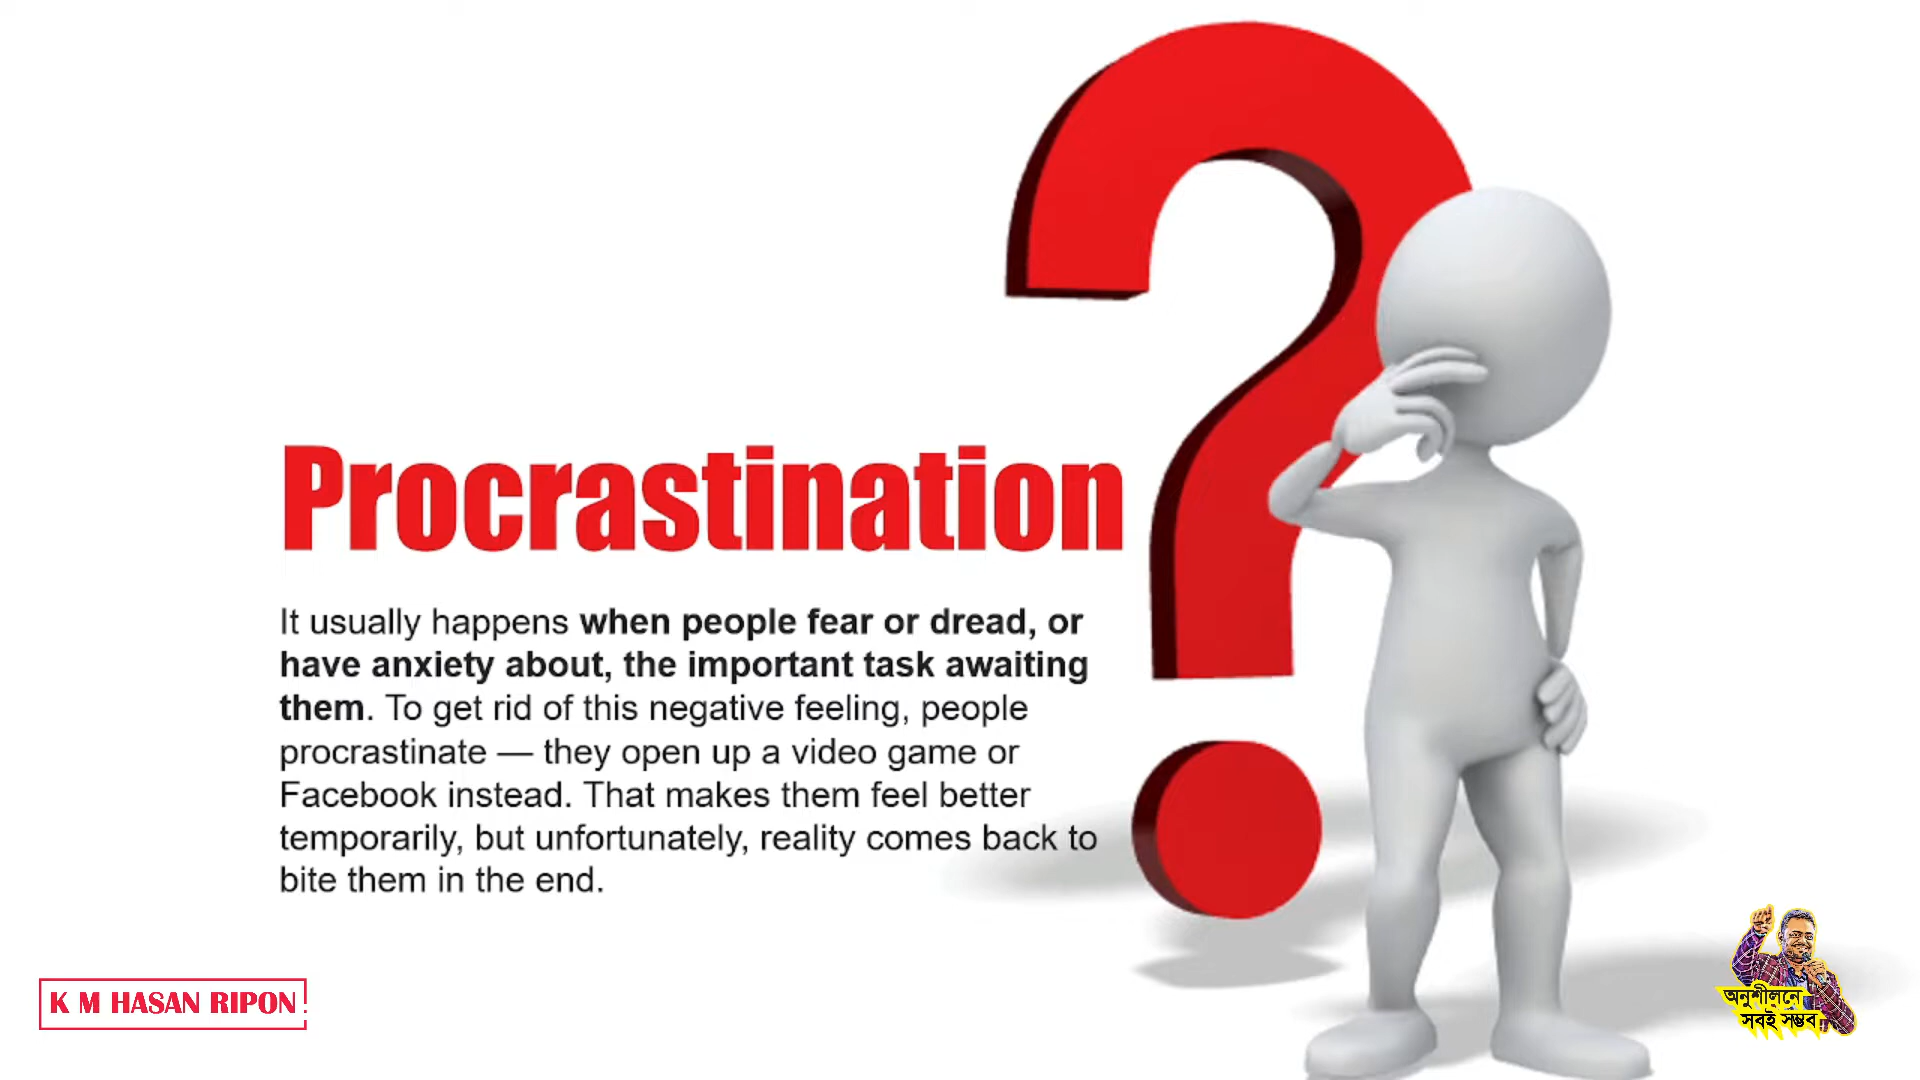 Procrastination
It usually happens when people fear or dread, or
have anxiety about, the important task awaiting
them. To get rid of this negative feeling, people
procrastinate — they open up a video game or
Facebook instead. That makes them feel better
temporarily, but unfortunately, reality comes back to
bite them in the end.
K M HASAN RIPON
অনুশীলনে
সবই সম্ভব